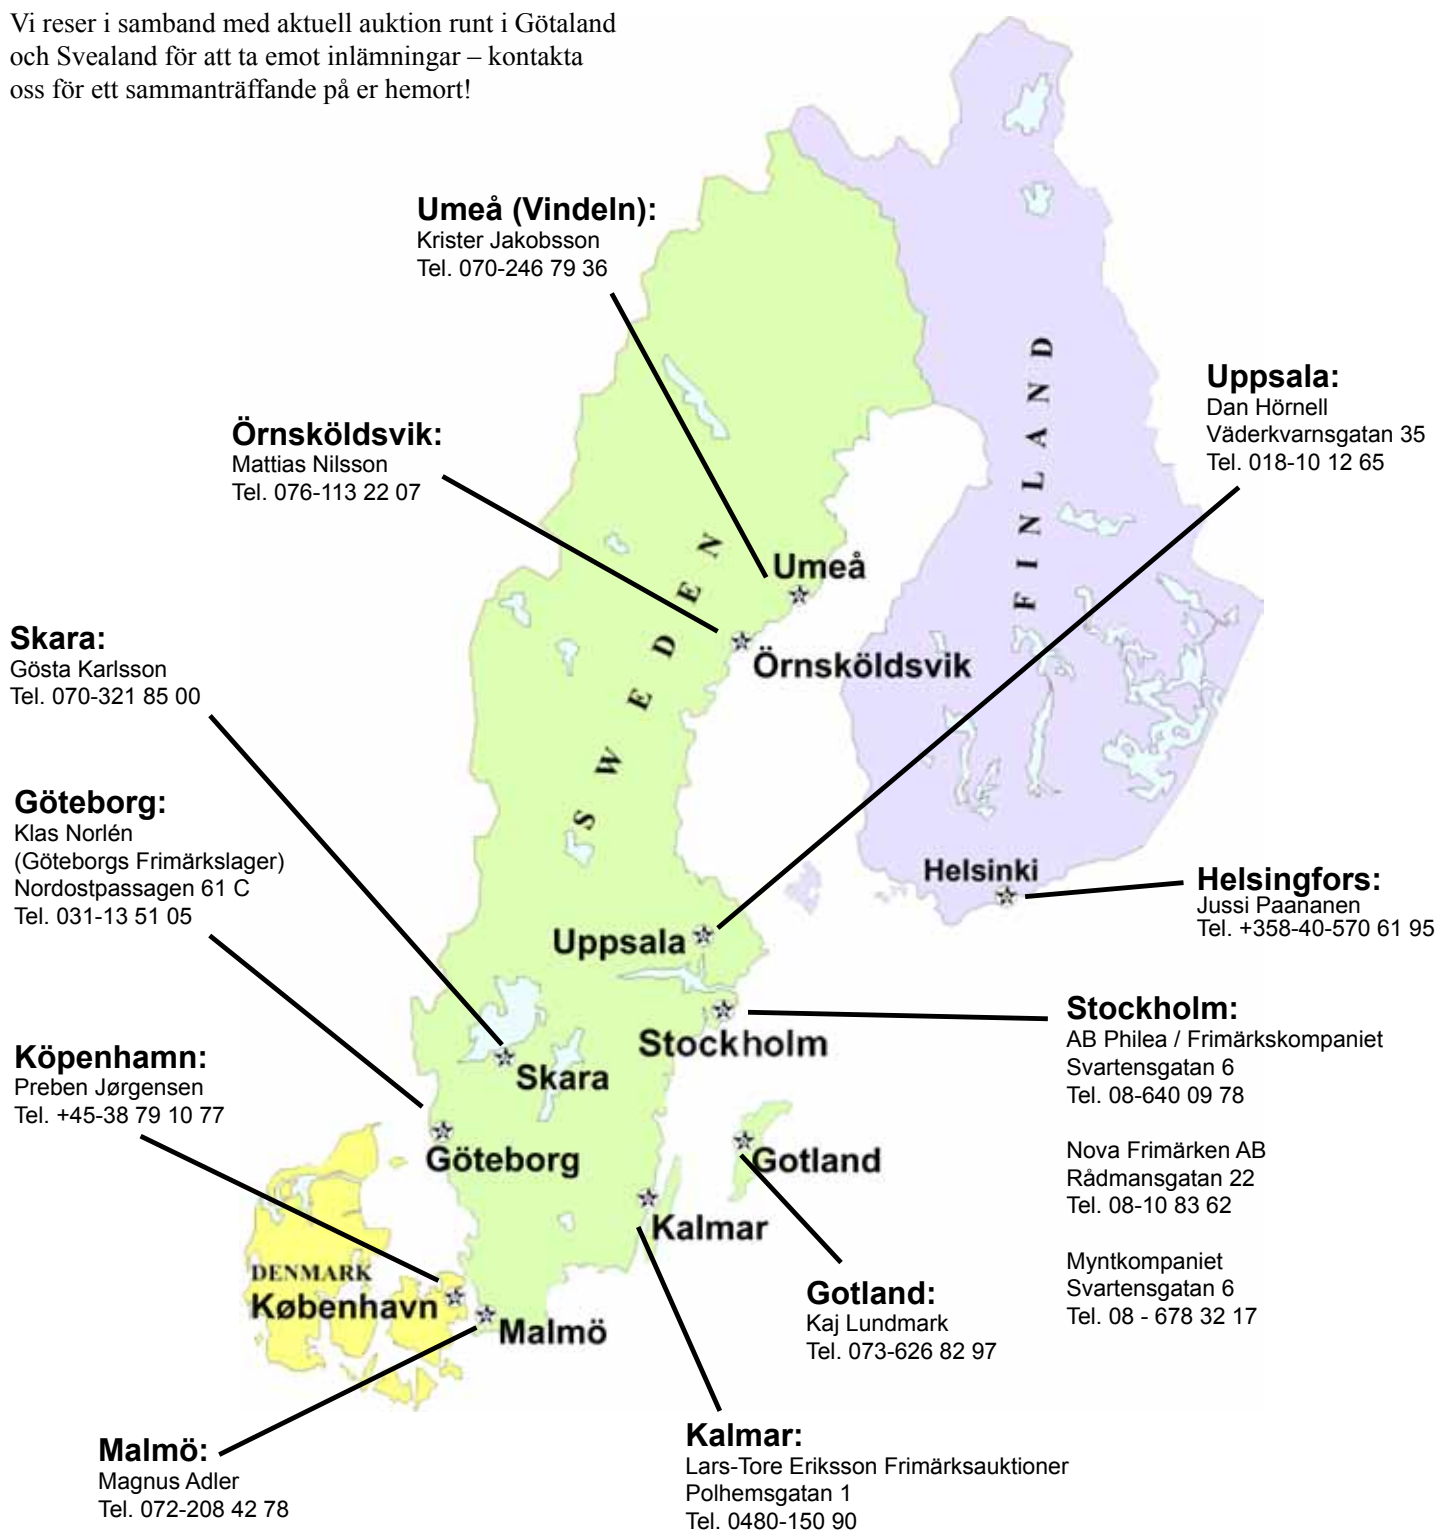 Vi reser i samband med aktuell auktion runt i Götaland
och Svealand för att ta emot inlämningar – kontakta
oss för ett sammanträffande på er hemort!
Umeå (Vindeln):
Krister Jakobsson
Tel. 070-246 79 36
Örnsköldsvik:
Mattias Nilsson
Tel. 076-113 22 07
Uppsala:
Dan Hörnell
Väderkvarnsgatan 35
Tel. 018-10 12 65
Skara:
Gösta Karlsson
Tel. 070-321 85 00
Göteborg:
Klas Norlén
(Göteborgs Frimärkslager)
Nordostpassagen 61 C
Tel. 031-13 51 05
Köpenhamn:
Preben Jørgensen
Tel. +45-38 79 10 77
Helsingfors:
Jussi Paananen
Tel. +358-40-570 61 95
Stockholm:
AB Philea / Frimärkskompaniet
Svartensgatan 6
Tel. 08-640 09 78
Nova Frimärken AB
Rådmansgatan 22
Tel. 08-10 83 62
Myntkompaniet
Svartensgatan 6
Tel. 08 - 678 32 17
Gotland:
Kaj Lundmark
Tel. 073-626 82 97
Malmö:
Magnus Adler
Tel. 072-208 42 78
Kalmar:
Lars-Tore Eriksson Frimärksauktioner
Polhemsgatan 1
Tel. 0480-150 90
FINLAND
SWEDEN
Umeå
Örnsköldsvik
Helsinki
Uppsala
Stockholm
Skara
Göteborg
Gotland
Kalmar
DENMARK
København
Malmö